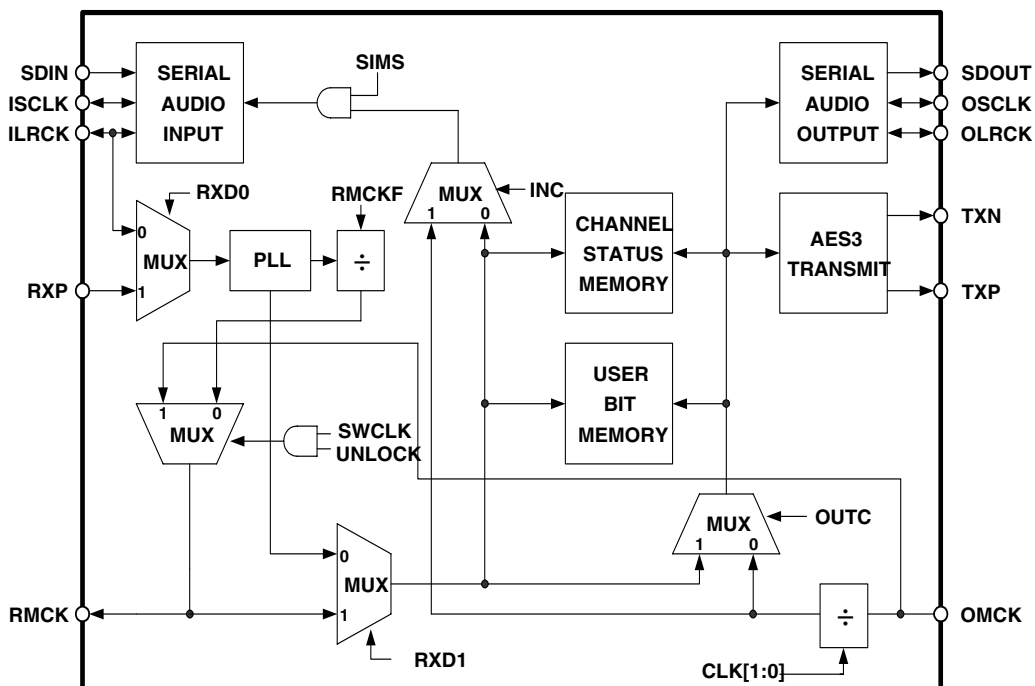 SDIN
ISCLK
ILRCK
SERIAL
AUDIO
INPUT
SIMS
SERIAL
AUDIO
OUTPUT
SDOUT
OSCLK
OLRCK
RXD0
RMCKF
MUX
1 0
INC
CHANNEL
STATUS
MEMORY
AES3
TRANSMIT
TXN
TXP
0
MUX
1
PLL
÷
RXP
1 0
MUX
SWCLK
UNLOCK
USER
BIT
MEMORY
MUX
1 0
OUTC
0
MUX
1
RMCK
RXD1
÷
OMCK
CLK[1:0]